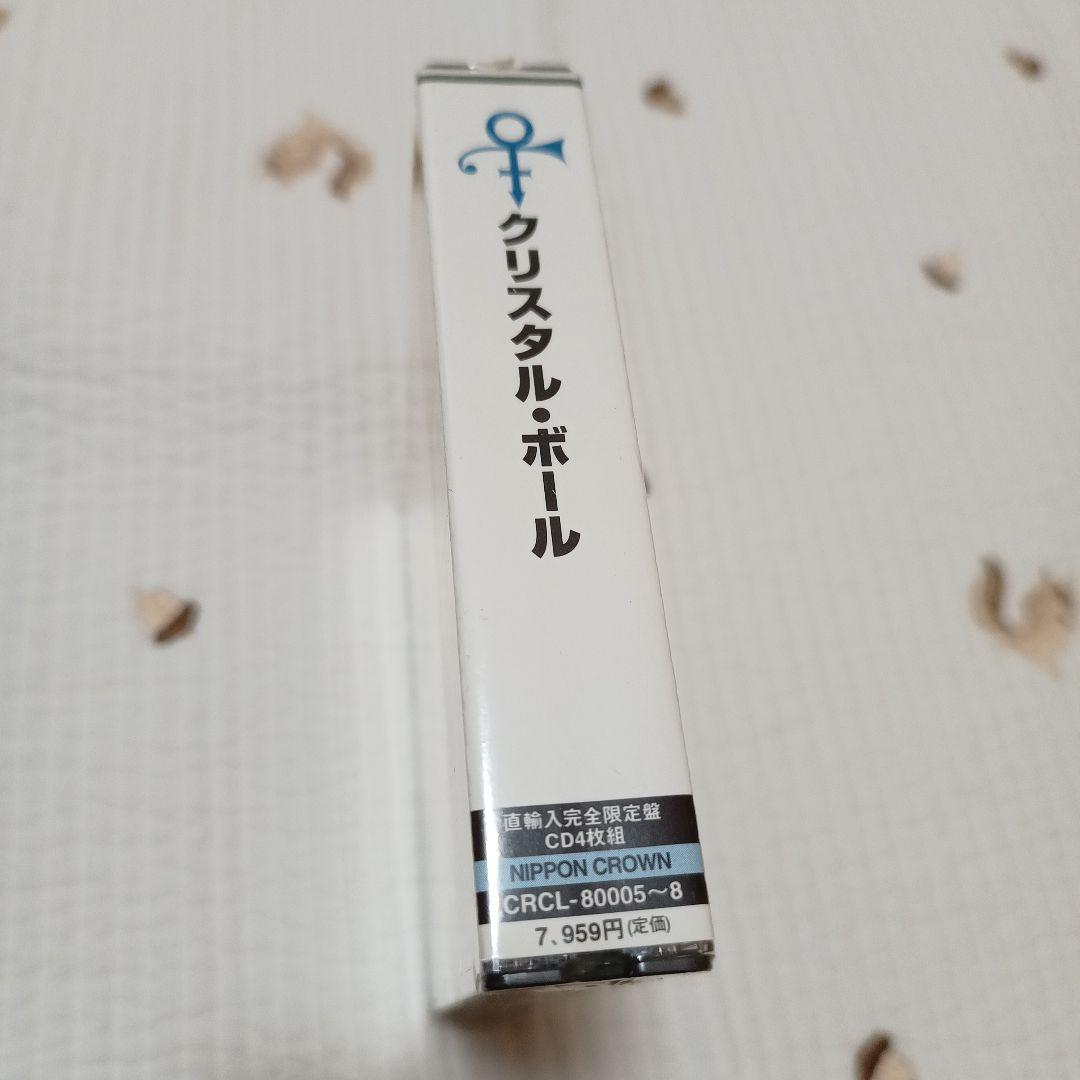 クリスタル・ボール
直輸入完全限定盤
CD4枚組
NIPPON CROWN
CRCL-80005～8
7、959円(定価)